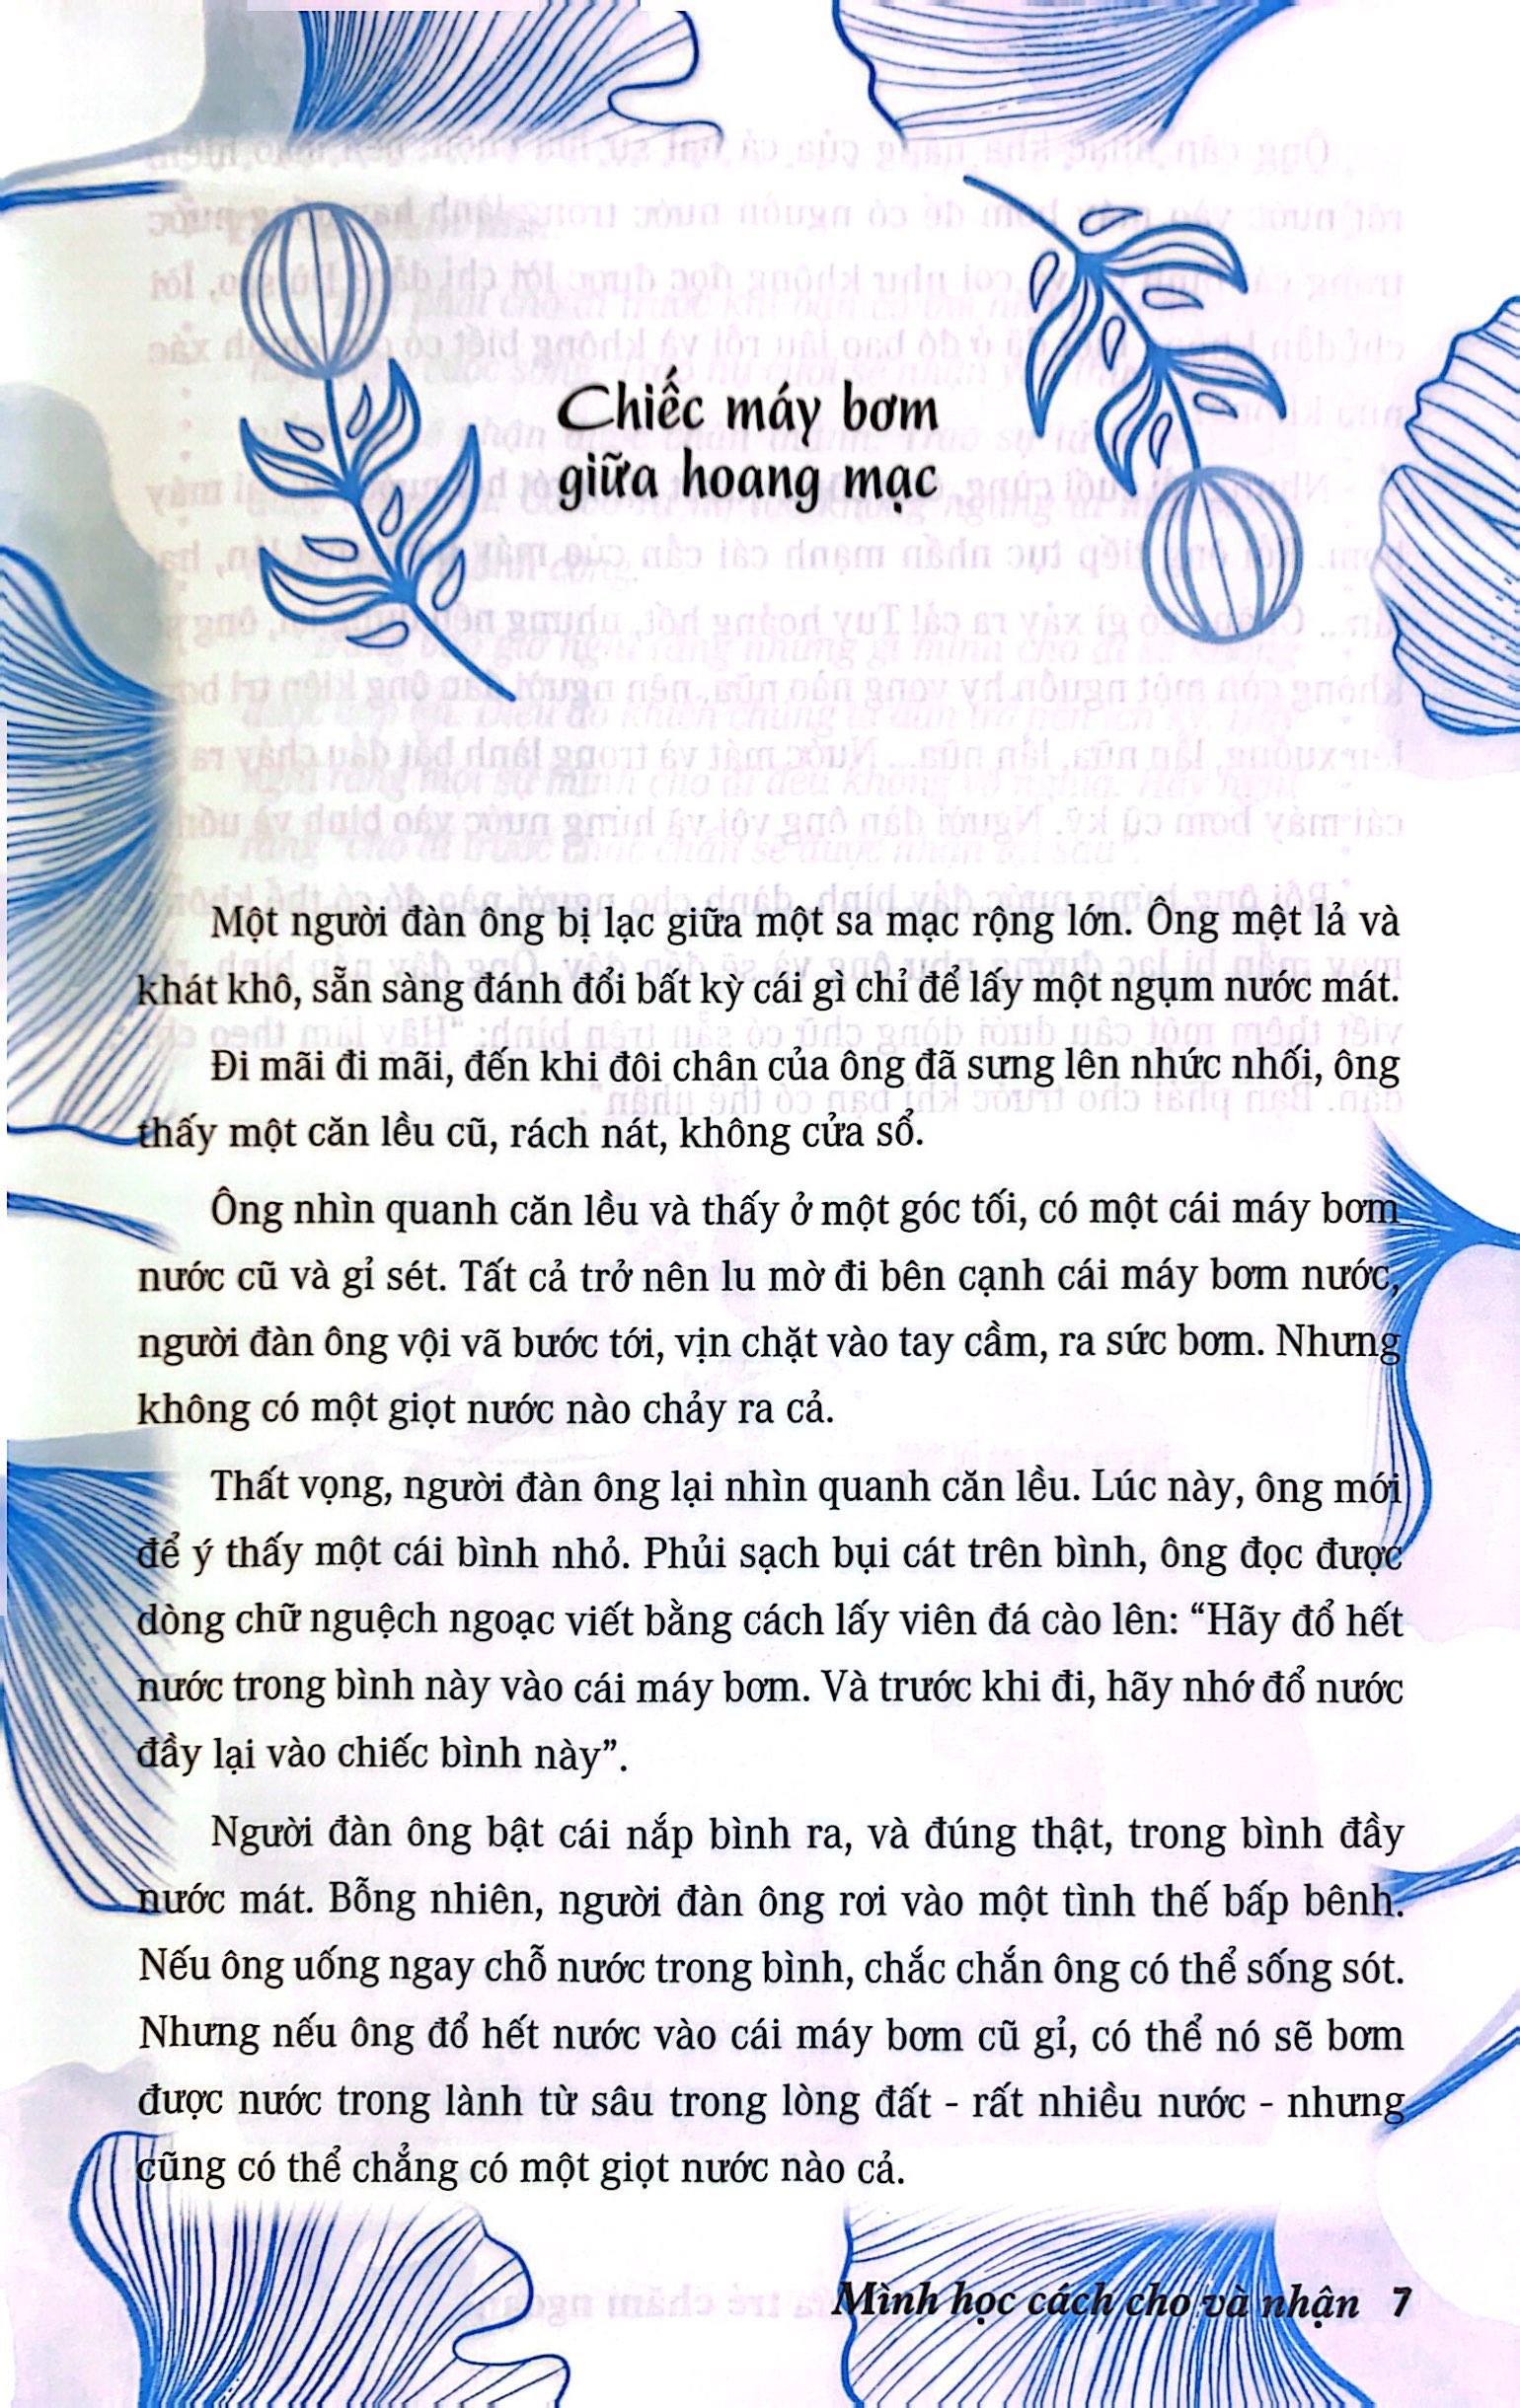 Chiếc máy bơm
giữa hoang mạc
Một người đàn ông bị lạc giữa một sa mạc rộng lớn. Ông mệt lả và
khát khô, sẵn sàng đánh đổi bất kỳ cái gì chỉ để lấy một ngụm nước mát.
Đi mãi đi mãi, đến khi đôi chân của ông đã sưng lên nhức nhối, ông
thấy một căn lều cũ, rách nát, không cửa sổ.
Ông nhìn quanh căn lều và thấy ở một góc tối, có một cái máy bơm
nước cũ và gỉ sét. Tất cả trở nên lu mờ đi bên cạnh cái máy bơm nước,
người đàn ông vội vã bước tới, vịn chặt vào tay cầm, ra sức bơm. Nhưng
không có một giọt nước nào chảy ra cả.
Thất vọng, người đàn ông lại nhìn quanh căn lều. Lúc này, ông mới
để ý thấy một cái bình nhỏ. Phủi sạch bụi cát trên bình, ông đọc được
dòng chữ nguệch ngoạc viết bằng cách lấy viên đá cào lên: “Hãy đổ hết
nước trong bình này vào cái máy bơm. Và trước khi đi, hãy nhớ đổ nước
đầy lại vào chiếc bình này”.
Người đàn ông bật cái nắp bình ra, và đúng thật, trong bình đầy
nước mát. Bỗng nhiên, người đàn ông rơi vào một tình thế bấp bênh.
Nếu ông uống ngay chỗ nước trong bình, chắc chắn ông có thể sống sót.
Nhưng nếu ông đổ hết nước vào cái máy bơm cũ gỉ, có thể nó sẽ bơm
được nước trong lành từ sâu trong lòng đất - rất nhiều nước - nhưng
cũng có thể chẳng có một giọt nước nào cả.
Mình học cách cho và nhận 7